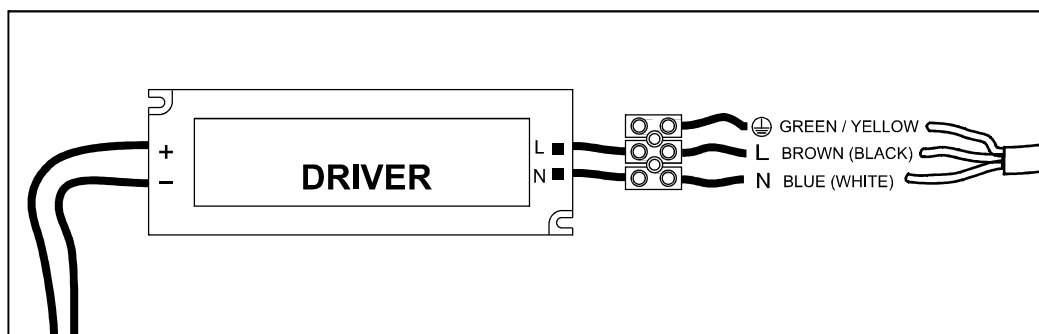 +
−
DRIVER
L
N
GREEN / YELLOW
L BROWN (BLACK)
N BLUE (WHITE)